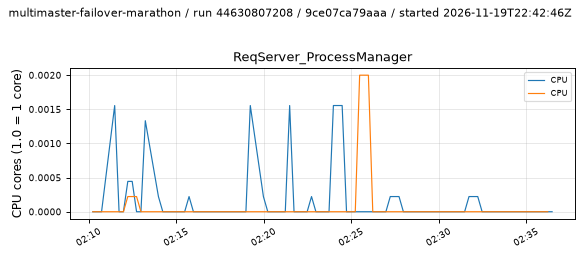 multimaster-failover-marathon / run 44630807208 / 9ce07ca79aaa / started 2026-11-19T22:42:46Z
ReqServer_ProcessManager
CPU cores (1.0 = 1 core)
0.0020
0.0015
0.0010
0.0005
0.0000
CPU
CPU
02:10
02:15
02:20
02:25
02:30
02:35